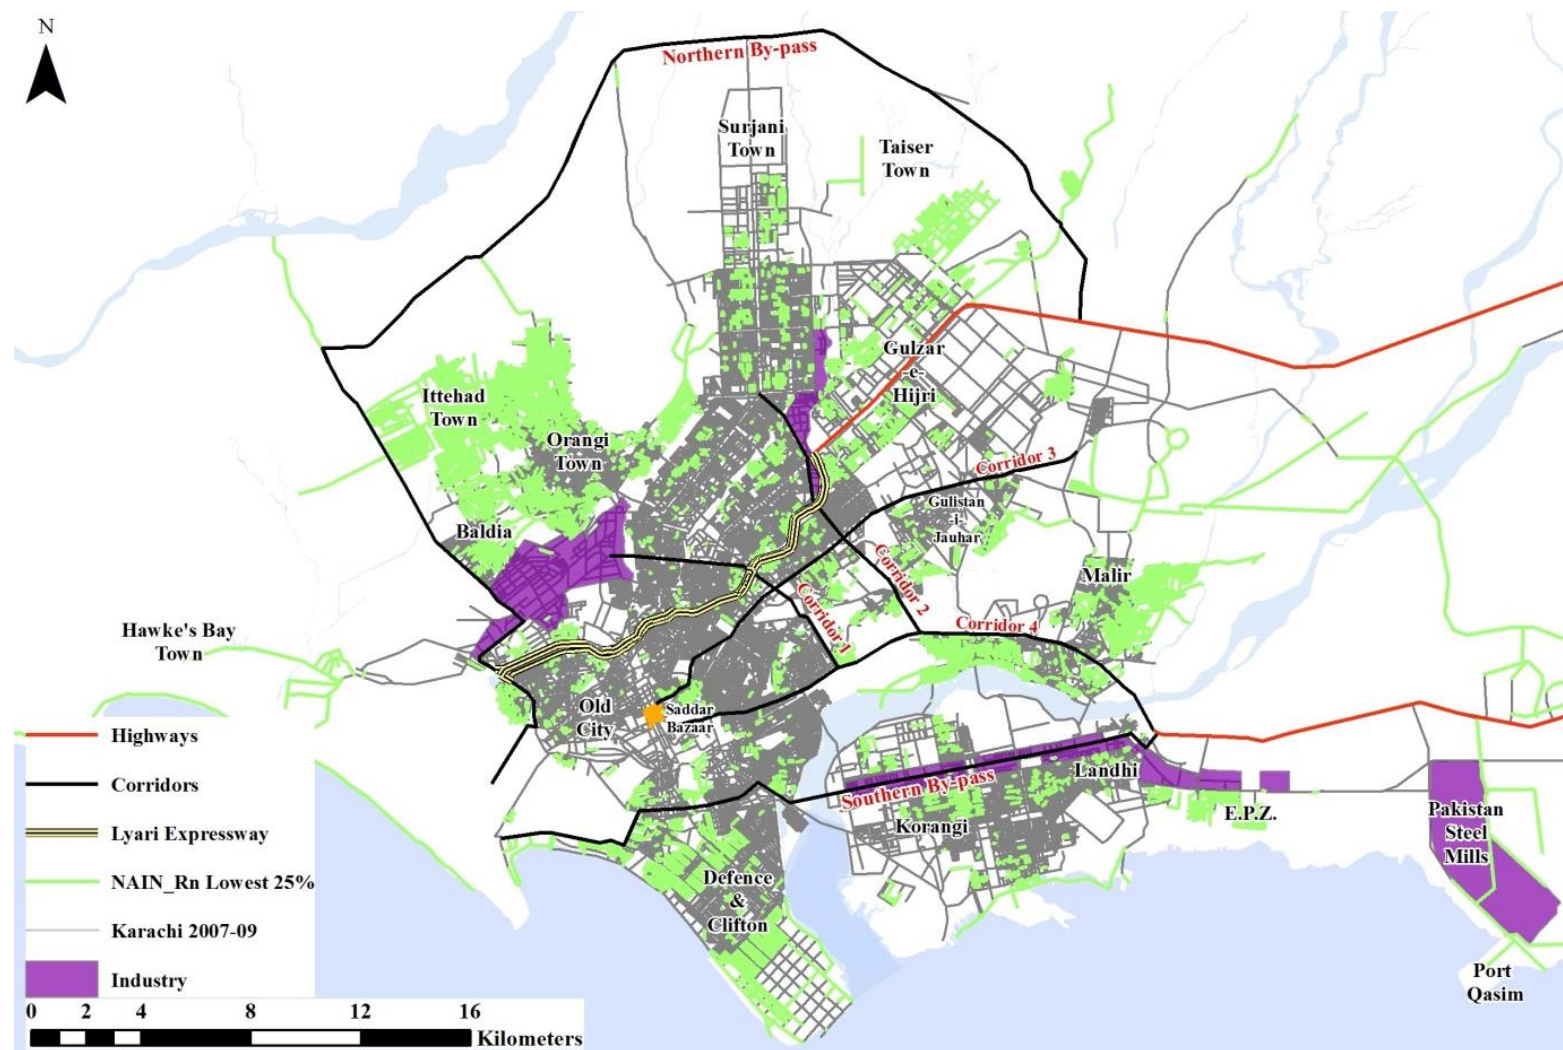 N
Northern By-pass
Surjani
Town
Taiser
Town
Gulzar
-e-
Hijri
Ittehad
Town
Orangi
Town
Corridor 3
Gulistan
-i-
Jauhar
Baldia
Corridor 2
Malir
Corridor 1
Corridor 4
Hawke's Bay
Town
Old
City
Saddar
Bazaar
Southern By-pass
Landhi
Korangi
E.P.Z.
Pakistan
Steel
Mills
Defence
&
Clifton
Port
Qasim
Highways
Corridors
Lyari Expressway
NAIN_Rn Lowest 25%
Karachi 2007-09
Industry
0 2 4 8 12 16
Kilometers